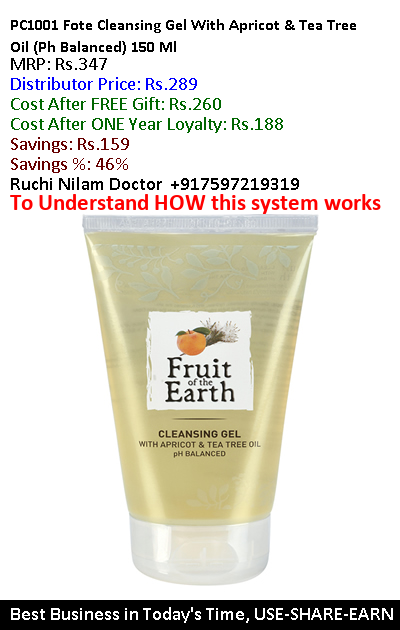 PC1001 Fote Cleansing Gel With Apricot & Tea Tree
Oil (Ph Balanced) 150 Ml
MRP: Rs.347
Distributor Price: Rs.289
Cost After FREE Gift: Rs.260
Cost After ONE Year Loyalty: Rs.188
Savings: Rs.159
Savings %: 46%
Ruchi Nilam Doctor +917597219319
To Understand HOW this system works
Fruit
of the
Earth
CLEANSING GEL
WITH APRICOT & TEA TREE OIL
pH BALANCED
Best Business in Today's Time, USE-SHARE-EARN